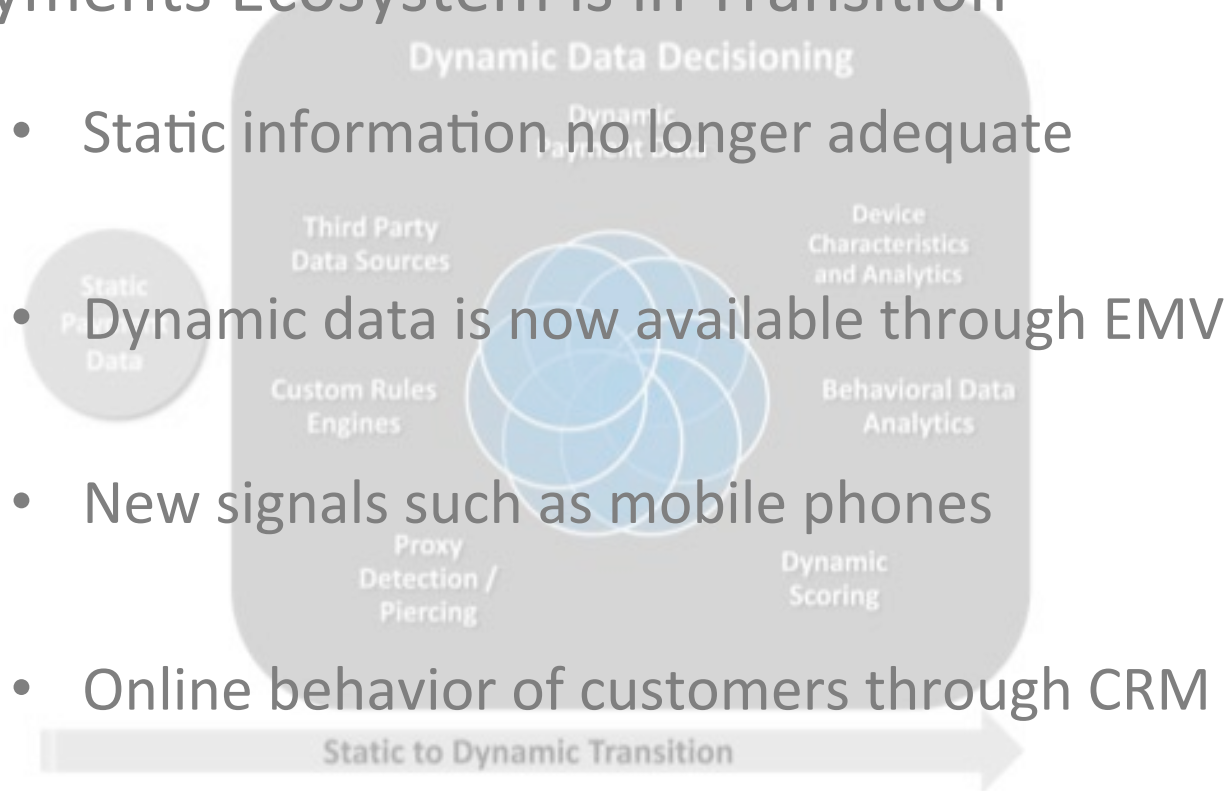 yments Ecosystem is in Transition
Dynamic Data Decisioning
• Static information no longer adequate
Dynamic
Payment Data
Third Party
Data Sources
Device
Characteristics
and Analytics
Static
Payment
Data
• Dynamic data is now available through EMV
Custom Rules
Engines
Behavioral Data
Analytics
• New signals such as mobile phones
Proxy
Detection /
Piercing
Dynamic
Scoring
• Online behavior of customers through CRM
Static to Dynamic Transition